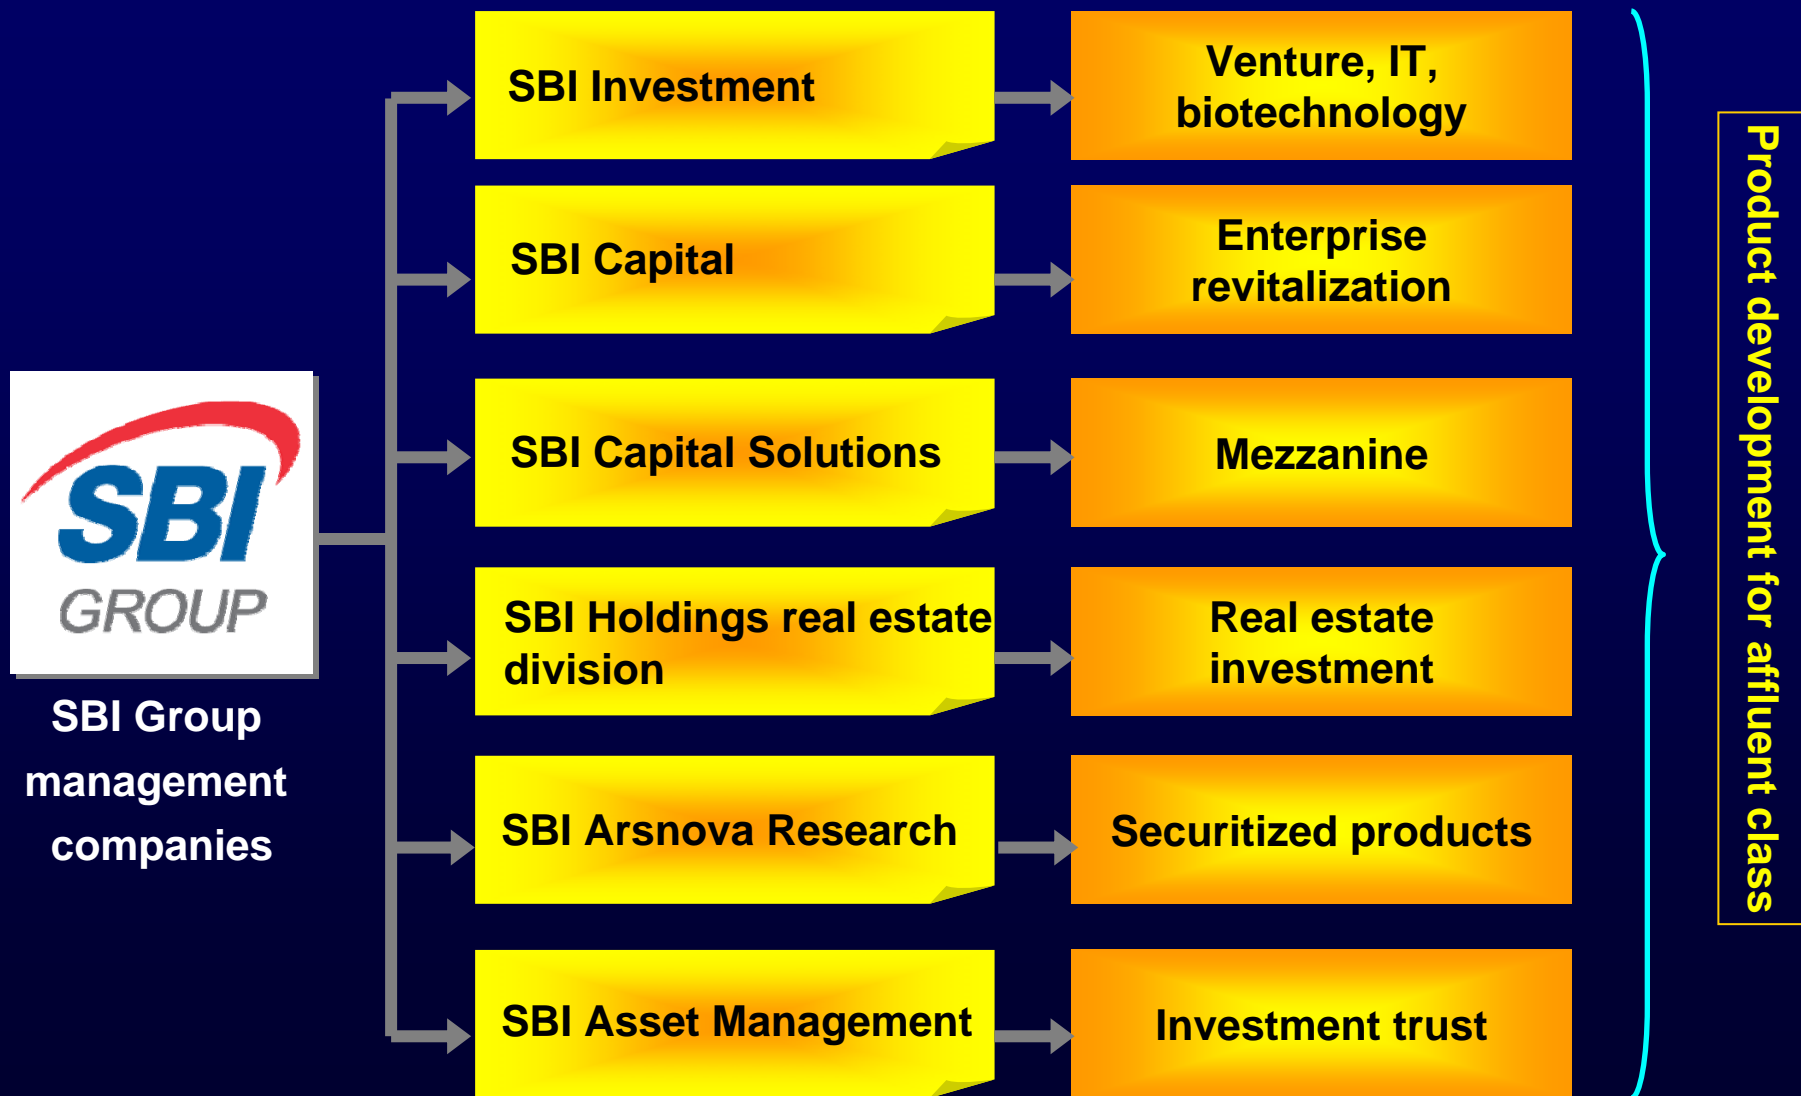 SBI
GROUP
SBI Group
management
companies
SBI Investment
Venture, IT,
biotechnology
SBI Capital
Enterprise
revitalization
SBI Capital Solutions
Mezzanine
SBI Holdings real estate
division
Real estate
investment
SBI Arsnova Research
Securitized products
SBI Asset Management
Investment trust
Product development for affluent class